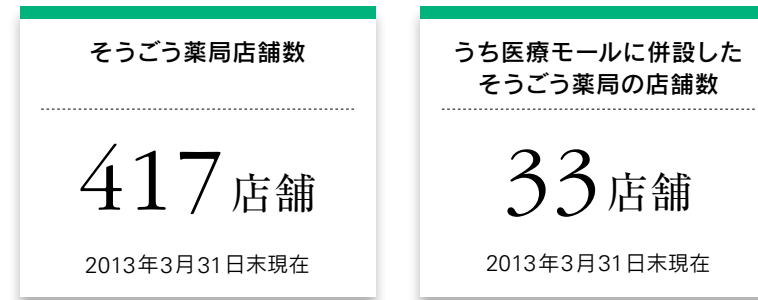 そうごう薬局店舗数
417店舗
2013年3月31日末現在
うち医療モールに併設した
そうごう薬局の店舗数
33店舗
2013年3月31日末現在